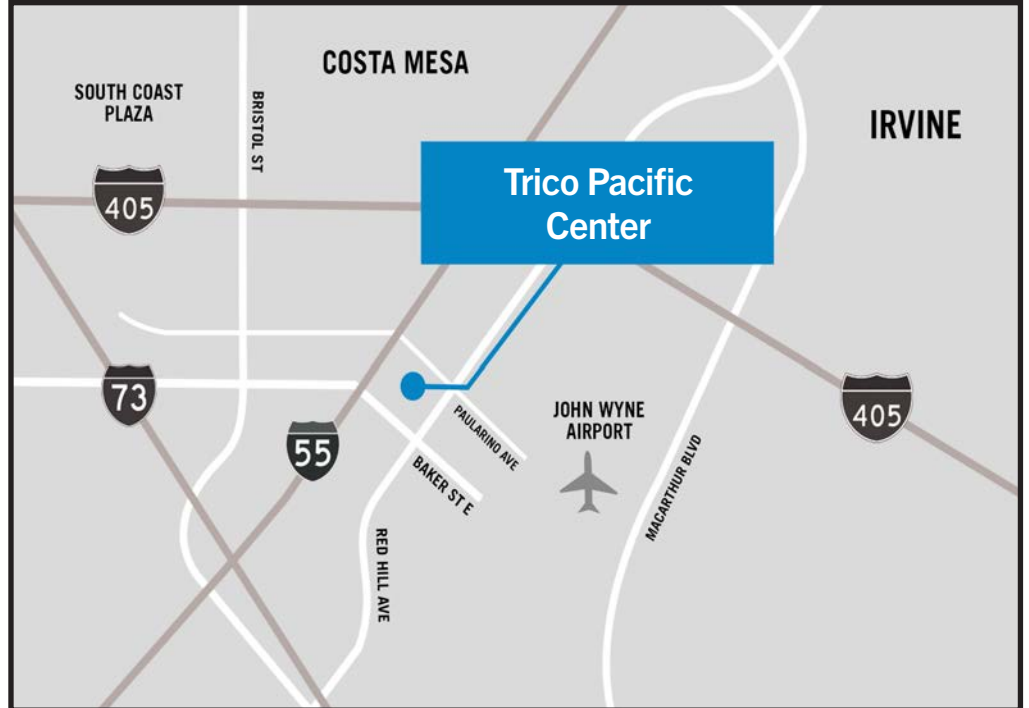 COSTA MESA
SOUTH COAST
PLAZA
BRISTOL ST
IRVINE
405
Trico Pacific
Center
73
55
PAULARINO AVE
JOHN WYNE
AIRPORT
405
BAKER ST E
MACARTHUR BLVD
RED HILL AVE